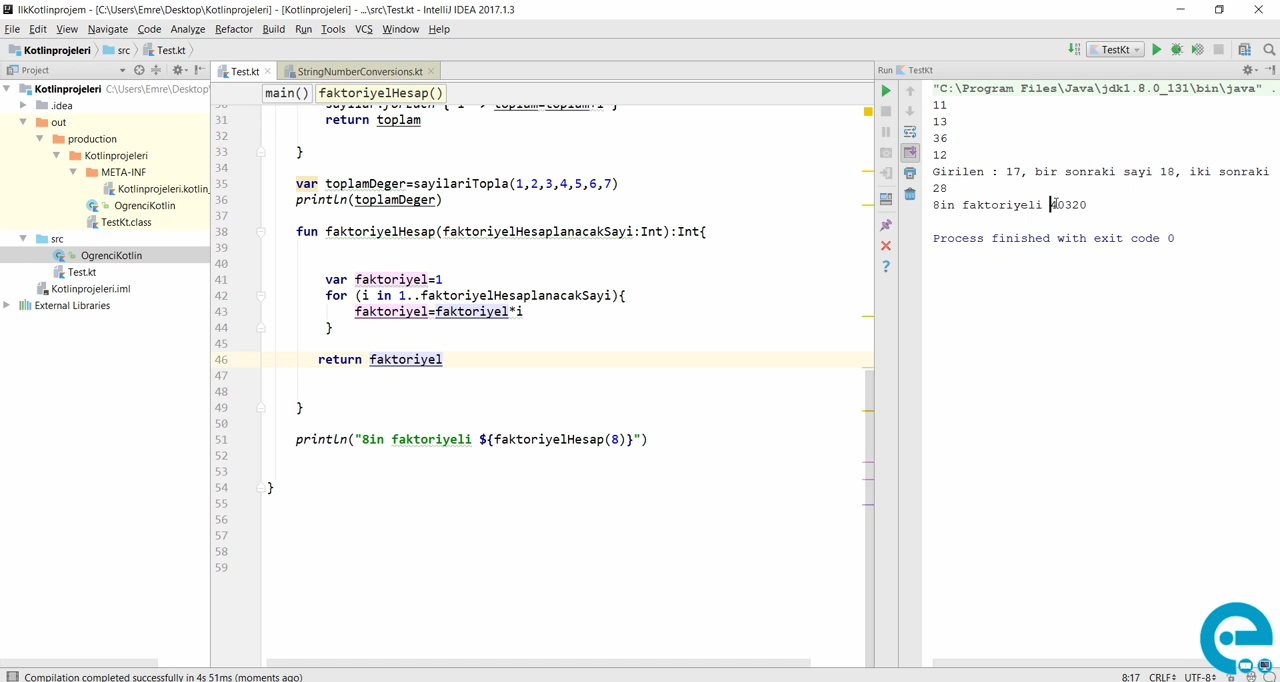 IlkKotlinprojem - [C:\Users\Emre\Desktop\Kotlinprojeleri] - [Kotlinprojeleri] - ...\src\Test.kt - IntelliJ IDEA 2017.1.3
File Edit View Navigate Code Analyze Refactor Build Run Tools VCS Window Help
Kotlinprojeleri src Test.kt TestKt
Project
Kotlinprojeleri C:\Users\Emre\Desktop\
.idea
out
production
Kotlinprojeleri
META-INF
Kotlinprojeleri.kotlin_
OgrenciKotlin
TestKt.class
src
OgrenciKotlin
Test.kt
Kotlinprojeleri.iml
External Libraries
Test.kt StringNumberConversions.kt
main() faktoriyelHesap()
31 return toplam
32
33 }
34
35 var toplamDeger=sayilariTopla(1,2,3,4,5,6,7)
36 println(toplamDeger)
37
38 fun faktoriyelHesap(faktoriyelHesaplanacakSayi:Int):Int{
39
40
41 var faktoriyel=1
42 for (i in 1..faktoriyelHesaplanacakSayi){
43 faktoriyel=faktoriyel*i
44 }
45
46 return faktoriyel
47
48
49 }
50
51 println("8in faktoriyeli ${faktoriyelHesap(8)}")
52
53
54 }
55
56
57
58
59
Run TestKt
"C:\Program Files\Java\jdk1.8.0_131\bin\java" .
11
13
36
12
Girilen : 17, bir sonraki sayi 18, iki sonraki
28
8in faktoriyeli 40320
Process finished with exit code 0
Compilation completed successfully in 4s 51ms (moments ago)
8:17 CRLF UTF-8